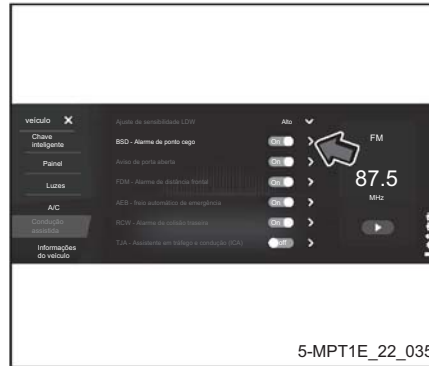 veículo X
Chave
inteligente
Painel
Luzes
A/C
Condução
assistida
Informações
do veículo
Ajuste de sensibilidade LDW Alto
BSD - Alarme de ponto cego On
Aviso de porta aberta On
FDM - Alarme de distância frontal On
AEB - freio automático de emergência On
RCW - Alarme de colisão traseira On
TJA - Assistente em tráfego e condução (ICA) off
FM
87.5
MHz
5-MPT1E_22_035